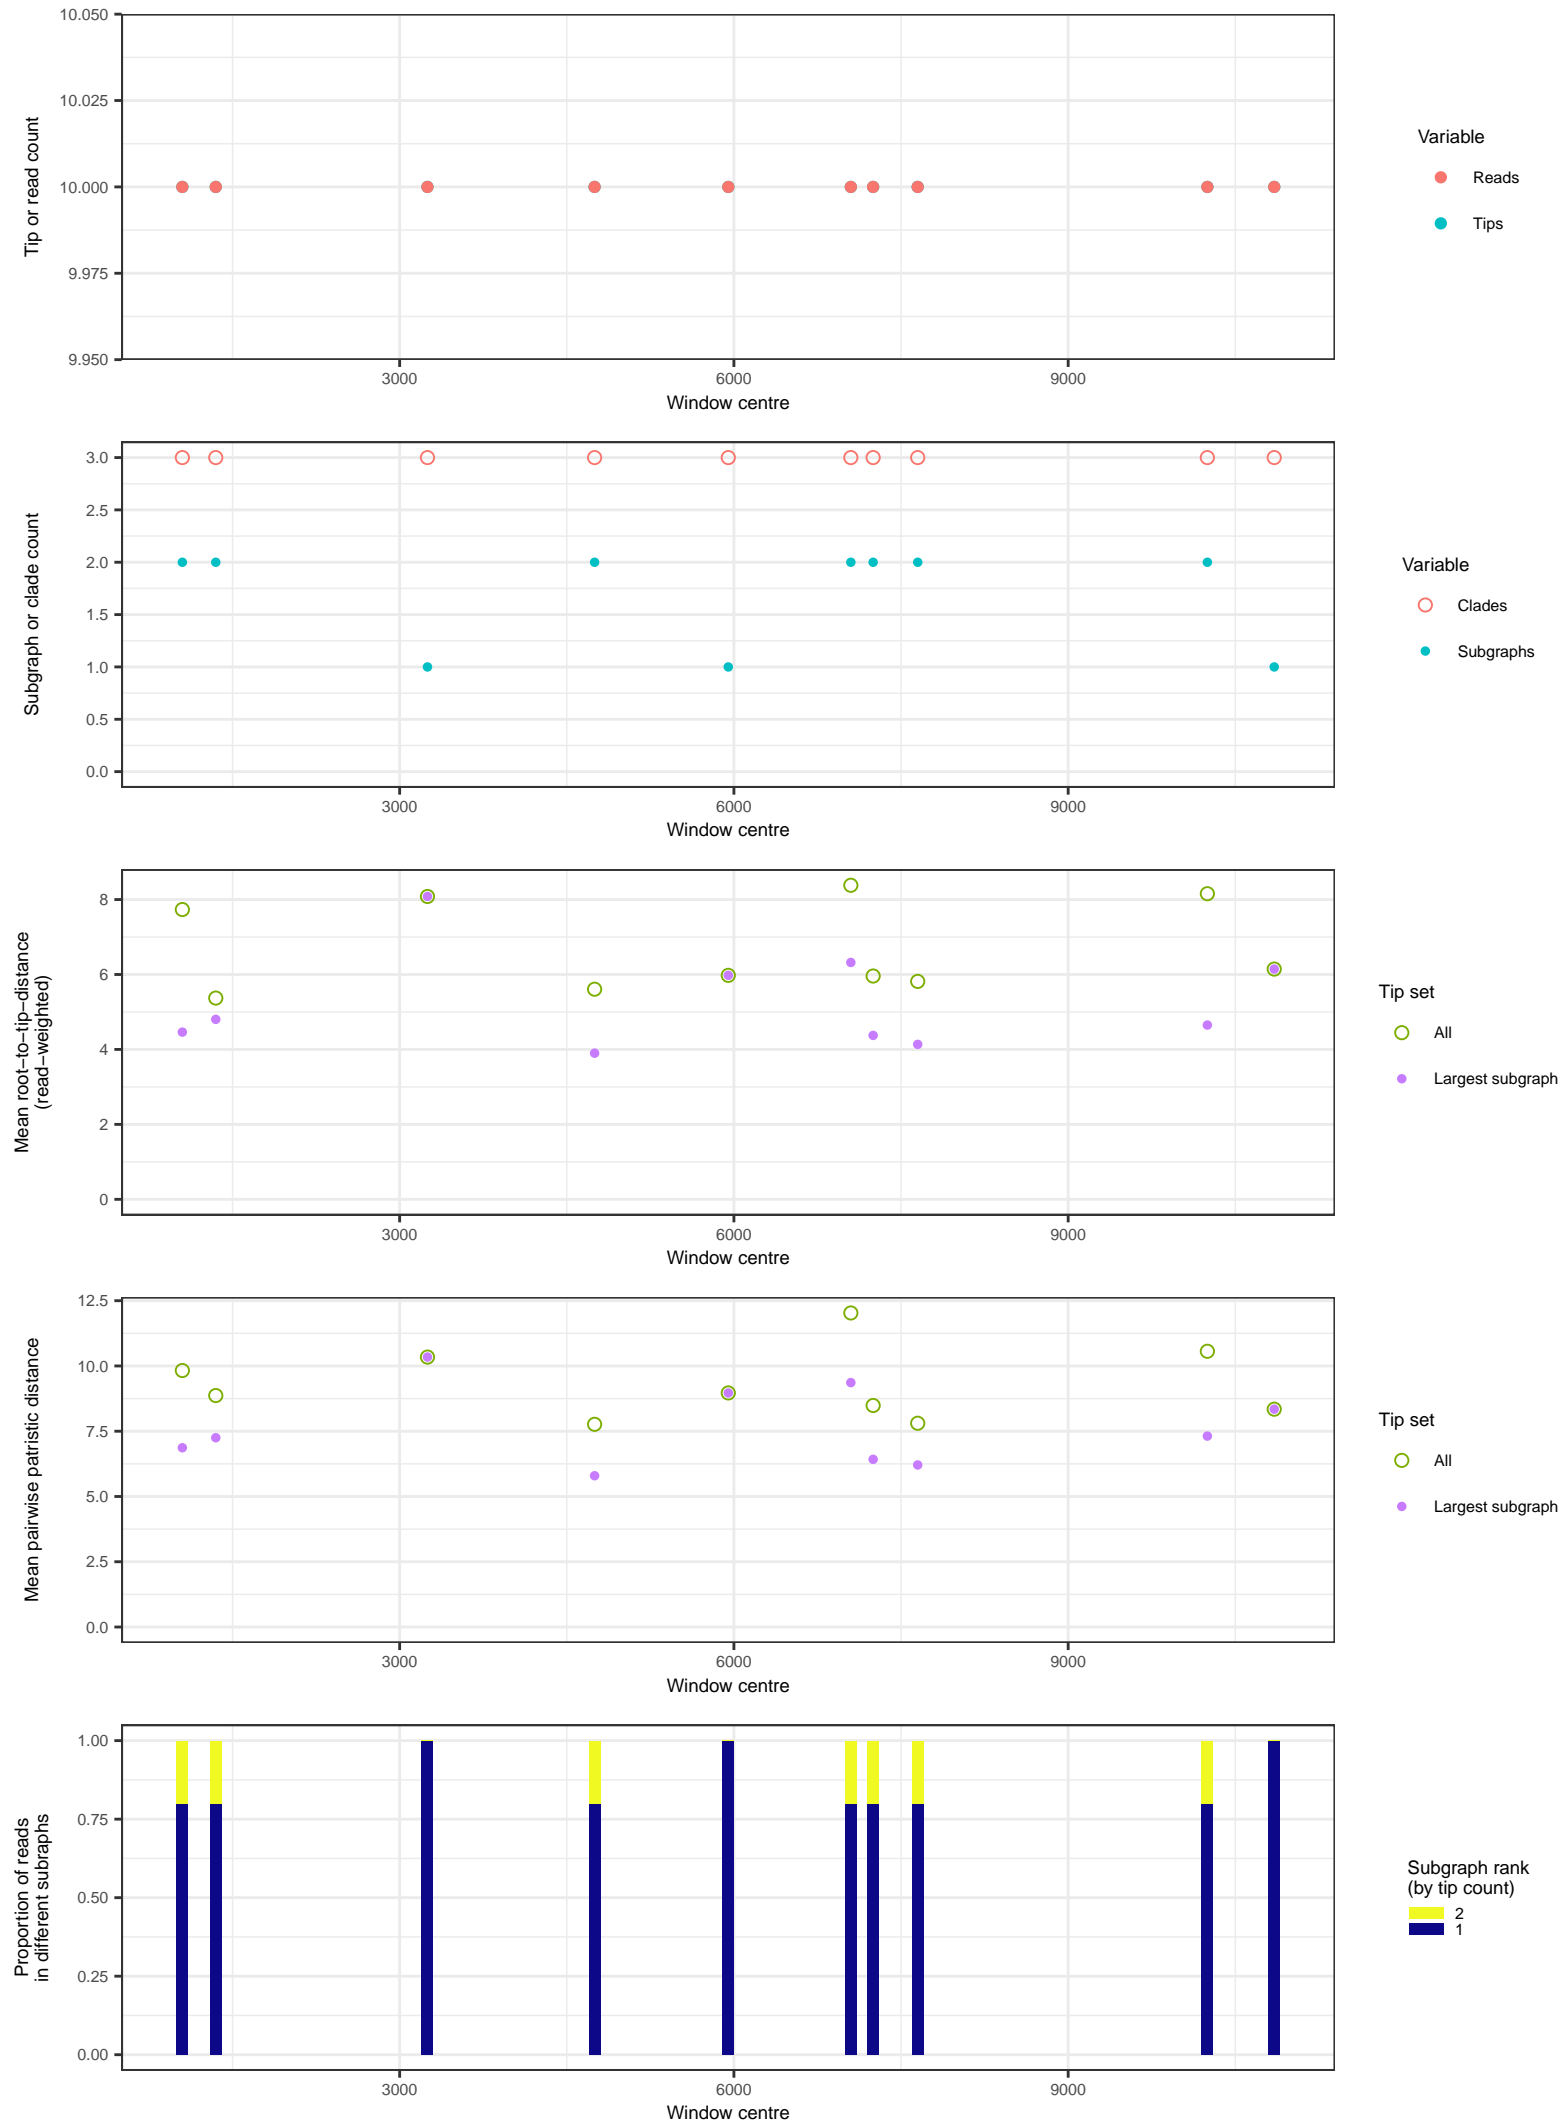 10.050
10.025
10.000
9.975
9.950
Tip or read count
3000
6000
9000
Window centre
Variable
Reads
Tips
3.0
2.5
2.0
1.5
1.0
0.5
0.0
Subgraph or clade count
3000
6000
9000
Window centre
Variable
Clades
Subgraphs
8
6
4
2
0
Mean root−to−tip−distance
(read−weighted)
3000
6000
9000
Window centre
Tip set
All
Largest subgraph
12.5
10.0
7.5
5.0
2.5
0.0
Mean pairwise patristic distance
3000
6000
9000
Window centre
Tip set
All
Largest subgraph
1.00
0.75
0.50
0.25
0.00
Proportion of reads
in different subraphs
3000
6000
9000
Window centre
Subgraph rank
(by tip count)
2
1